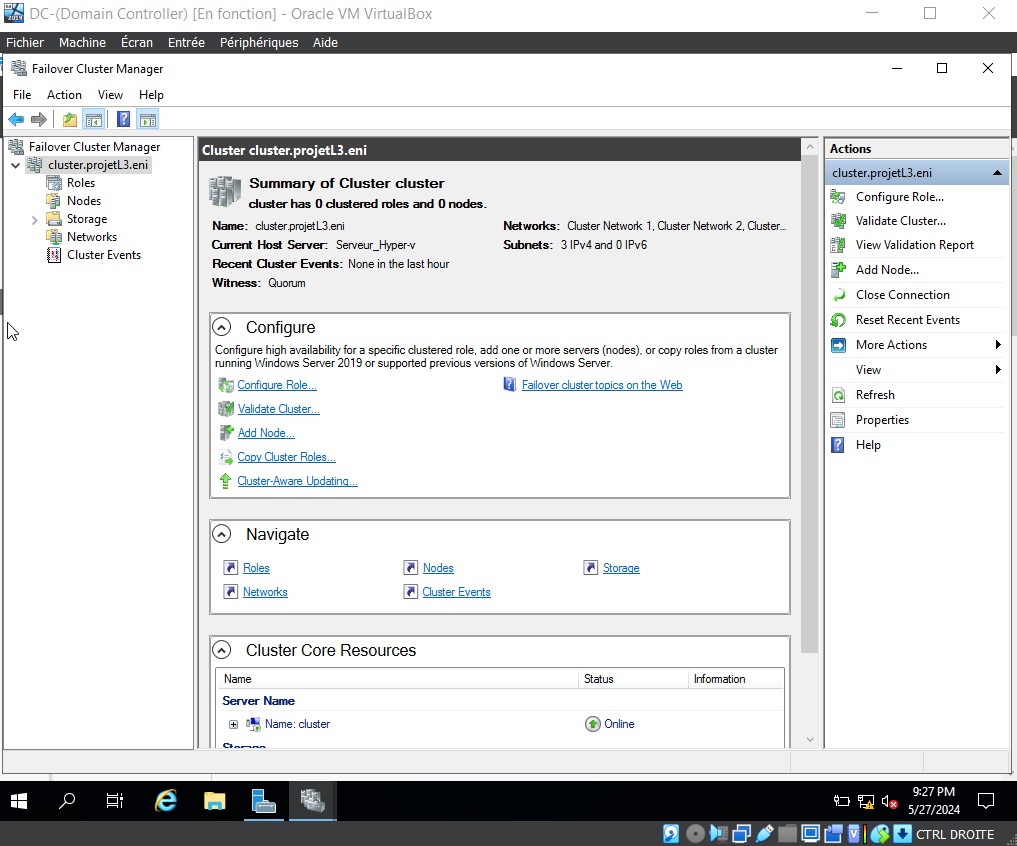 DC-(Domain Controller) [En fonction] - Oracle VM VirtualBox
Fichier Machine Écran Entrée Périphériques Aide
Failover Cluster Manager
File Action View Help
Failover Cluster Manager
cluster.projetL3.eni
Roles
Nodes
Storage
Networks
Cluster Events
Cluster cluster.projetL3.eni
Summary of Cluster cluster
cluster has 0 clustered roles and 0 nodes.
Name: cluster.projetL3.eni
Networks: Cluster Network 1, Cluster Network 2, Cluster...
Current Host Server: Serveur_Hyper-v
Subnets: 3 IPv4 and 0 IPv6
Recent Cluster Events: None in the last hour
Witness: Quorum
Configure
Configure high availability for a specific clustered role, add one or more servers (nodes), or copy roles from a cluster
running Windows Server 2019 or supported previous versions of Windows Server.
Configure Role...
Failover cluster topics on the Web
Validate Cluster...
Add Node...
Copy Cluster Roles...
Cluster-Aware Updating...
Navigate
Roles Nodes Storage
Networks Cluster Events
Cluster Core Resources
Name Status Information
Server Name
Name: cluster Online
Storage
Actions
cluster.projetL3.eni
Configure Role...
Validate Cluster...
View Validation Report
Add Node...
Close Connection
Reset Recent Events
More Actions
View
Refresh
Properties
Help
9:27 PM
5/27/2024
CTRL DROITE